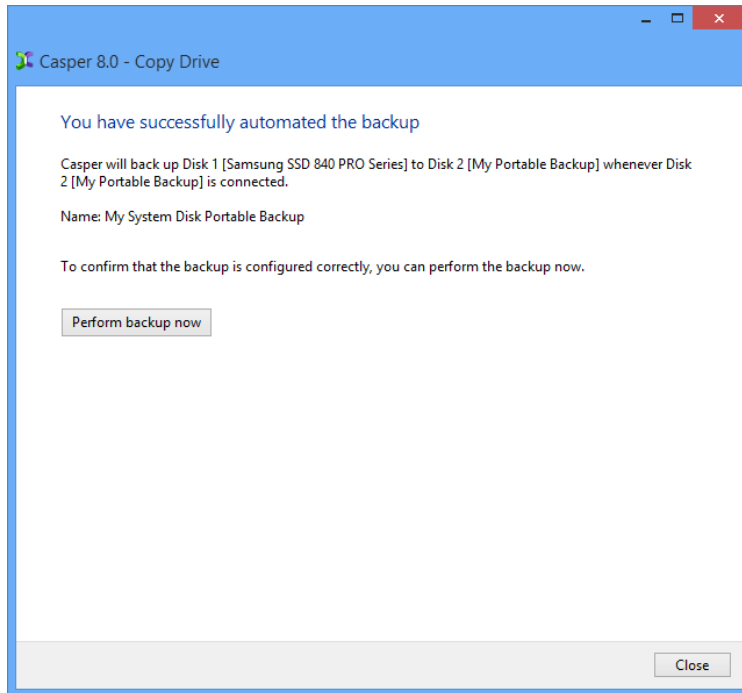 Casper 8.0 - Copy Drive
You have successfully automated the backup
Casper will back up Disk 1 [Samsung SSD 840 PRO Series] to Disk 2 [My Portable Backup] whenever Disk
2 [My Portable Backup] is connected.
Name: My System Disk Portable Backup
To confirm that the backup is configured correctly, you can perform the backup now.
Perform backup now
Close